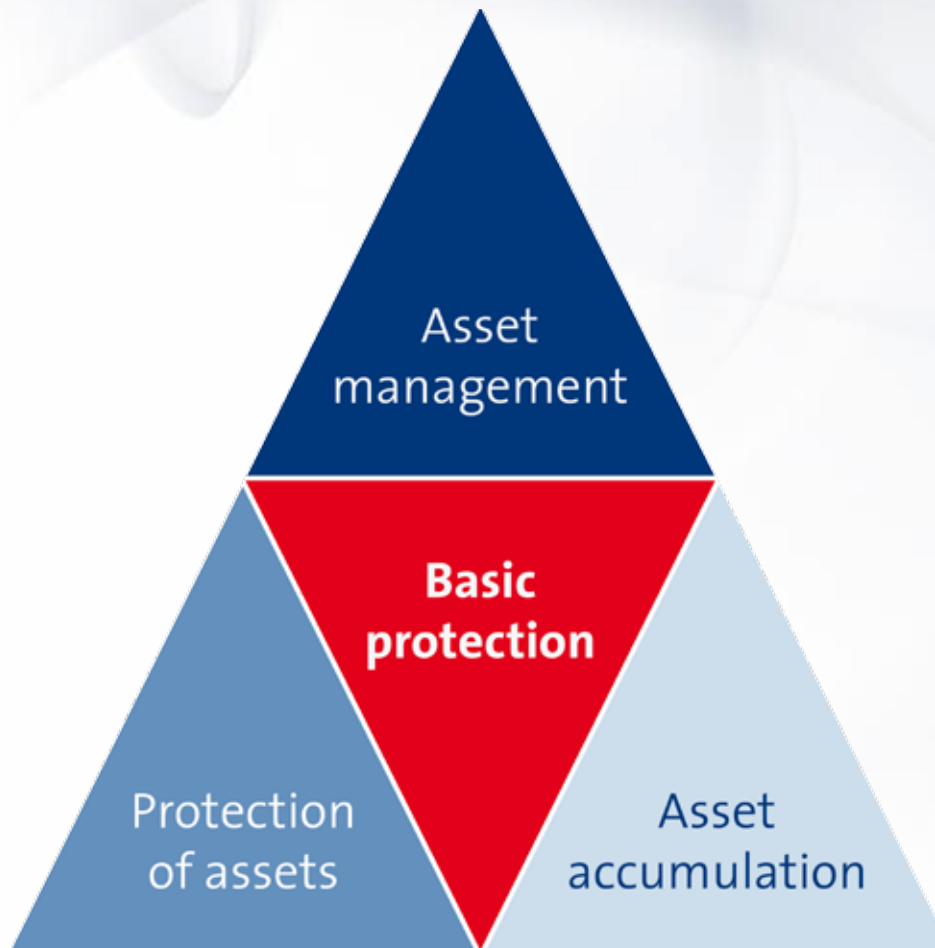 Asset
management
Basic
protection
Protection
of assets
Asset
accumulation